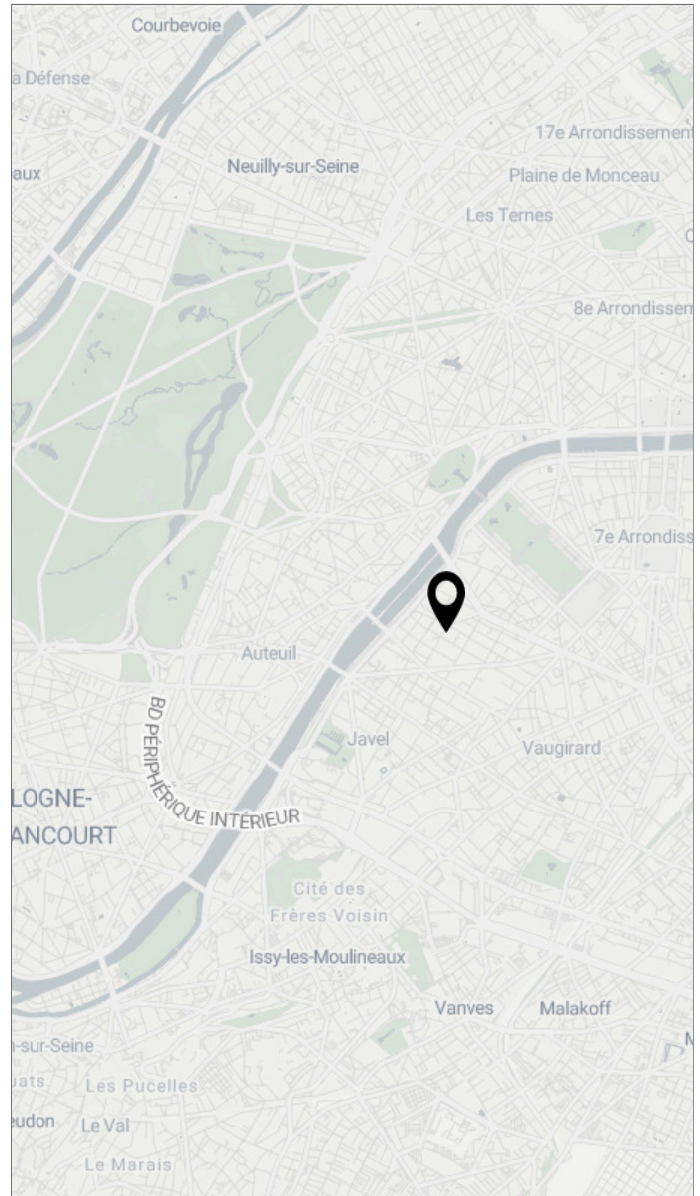 Courbevoie
a Défense
17e Arrondissement
aux
Neuilly-sur-Seine
Plaine de Monceau
Les Ternes
8e Arrondissen
7e Arrondiss
Auteuil
BD PÉRIPHÉRIQUE INTÉRIEUR
Javel
Vaugirard
LOGNE-
ANCOURT
Cité des
Frères Voisin
Issy-les-Moulineaux
Vanves
Malakoff
-sur-Seine
Les Pucelles
eudon
Le Val
Le Marais